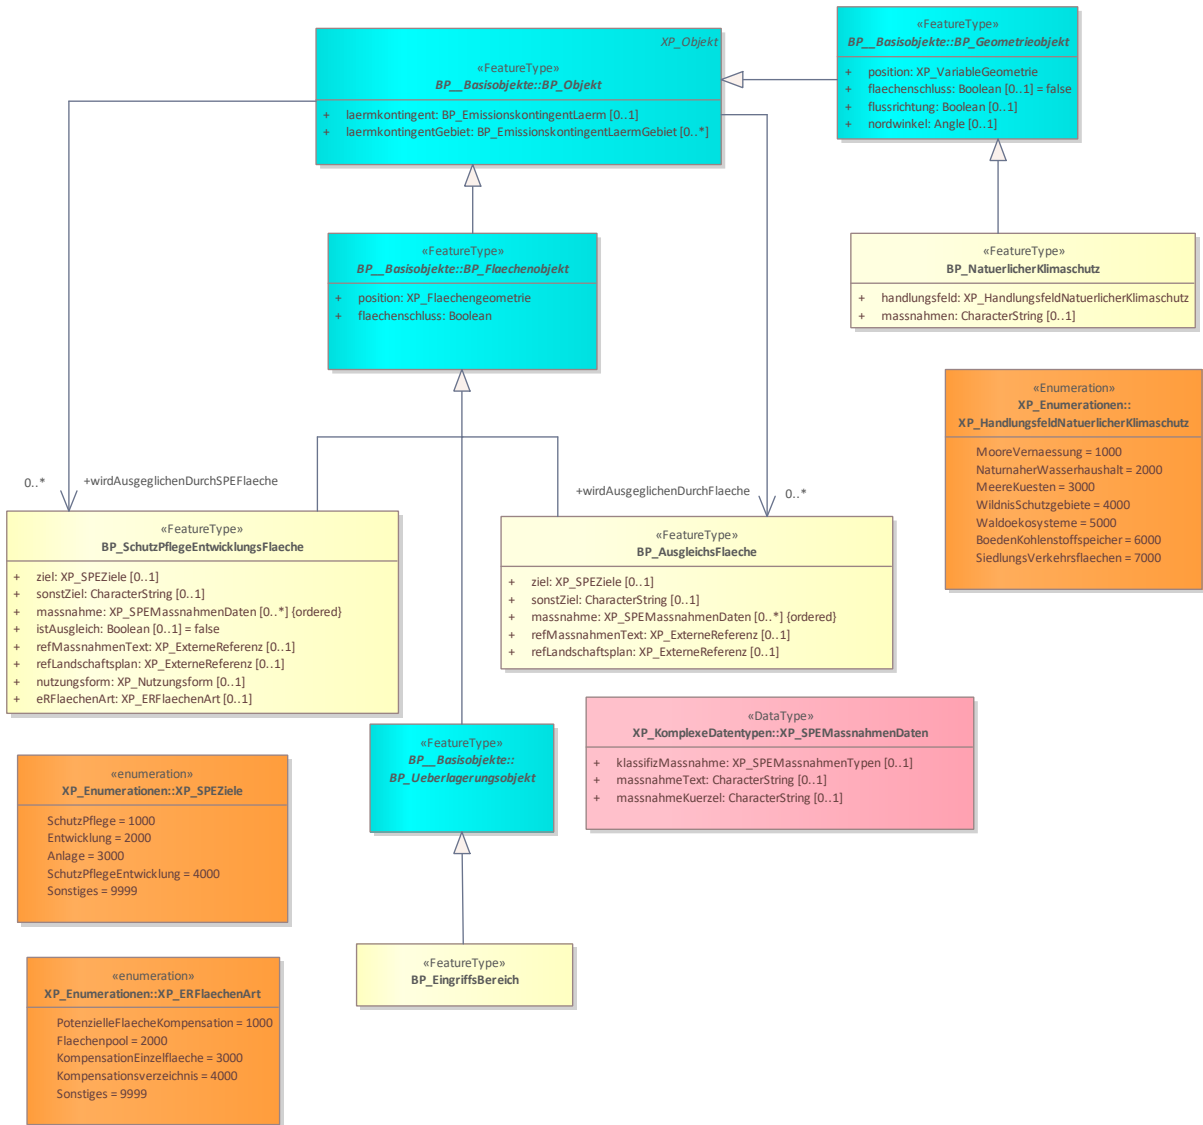 XP_Objekt
«FeatureType»
BP__Basisobjekte::BP_Objekt
+ laermkontingent: BP_EmissionskontingentLaerm [0..1]
+ laermkontingentGebiet: BP_EmissionskontingentLaermGebiet [0..*]
«FeatureType»
BP__Basisobjekte::BP_Geometrieobjekt
+ position: XP_VariableGeometrie
+ flaechenschluss: Boolean [0..1] = false
+ flussrichtung: Boolean [0..1]
+ nordwinkel: Angle [0..1]
«FeatureType»
BP__Basisobjekte::BP_Flaechenobjekt
+ position: XP_Flaechengeometrie
+ flaechenschluss: Boolean
«FeatureType»
BP_NatuerlicherKlimaschutz
+ handlungsfeld: XP_HandlungsfeldNatuerlicherKlimaschutz
+ massnahmen: CharacterString [0..1]
«Enumeration»
XP_Enumerationen::
XP_HandlungsfeldNatuerlicherKlimaschutz
MooreVernaessung = 1000
NaturnaherWasserhaushalt = 2000
MeereKuesten = 3000
WildnisSchutzgebiete = 4000
Waldoekosysteme = 5000
BoedenKohlenstoffspeicher = 6000
SiedlungsVerkehrsflaechen = 7000
0..*
+wirdAusgeglichenDurchSPEFlaeche
+wirdAusgeglichenDurchFlaeche
0..*
«FeatureType»
BP_SchutzPflegeEntwicklungsFlaeche
+ ziel: XP_SPEZiele [0..1]
+ sonstZiel: CharacterString [0..1]
+ massnahme: XP_SPEMassnahmenDaten [0..*] {ordered}
+ istAusgleich: Boolean [0..1] = false
+ refMassnahmenText: XP_ExterneReferenz [0..1]
+ refLandschaftsplan: XP_ExterneReferenz [0..1]
+ nutzungsform: XP_Nutzungsform [0..1]
+ eRFlaechenArt: XP_ERFlaechenArt [0..1]
«FeatureType»
BP_AusgleichsFlaeche
+ ziel: XP_SPEZiele [0..1]
+ sonstZiel: CharacterString [0..1]
+ massnahme: XP_SPEMassnahmenDaten [0..*] {ordered}
+ refMassnahmenText: XP_ExterneReferenz [0..1]
+ refLandschaftsplan: XP_ExterneReferenz [0..1]
«DataType»
XP_KomplexeDatentypen::XP_SPEMassnahmenDaten
+ klassifizMassnahme: XP_SPEMassnahmenTypen [0..1]
+ massnahmeText: CharacterString [0..1]
+ massnahmeKuerzel: CharacterString [0..1]
«FeatureType»
BP__Basisobjekte::
BP_Ueberlagerungsobjekt
«enumeration»
XP_Enumerationen::XP_SPEZiele
SchutzPflege = 1000
Entwicklung = 2000
Anlage = 3000
SchutzPflegeEntwicklung = 4000
Sonstiges = 9999
«FeatureType»
BP_EingriffsBereich
«enumeration»
XP_Enumerationen::XP_ERFlaechenArt
PotenzielleFlaecheKompensation = 1000
Flaechenpool = 2000
KompensationEinzelflaeche = 3000
Kompensationsverzeichnis = 4000
Sonstiges = 9999